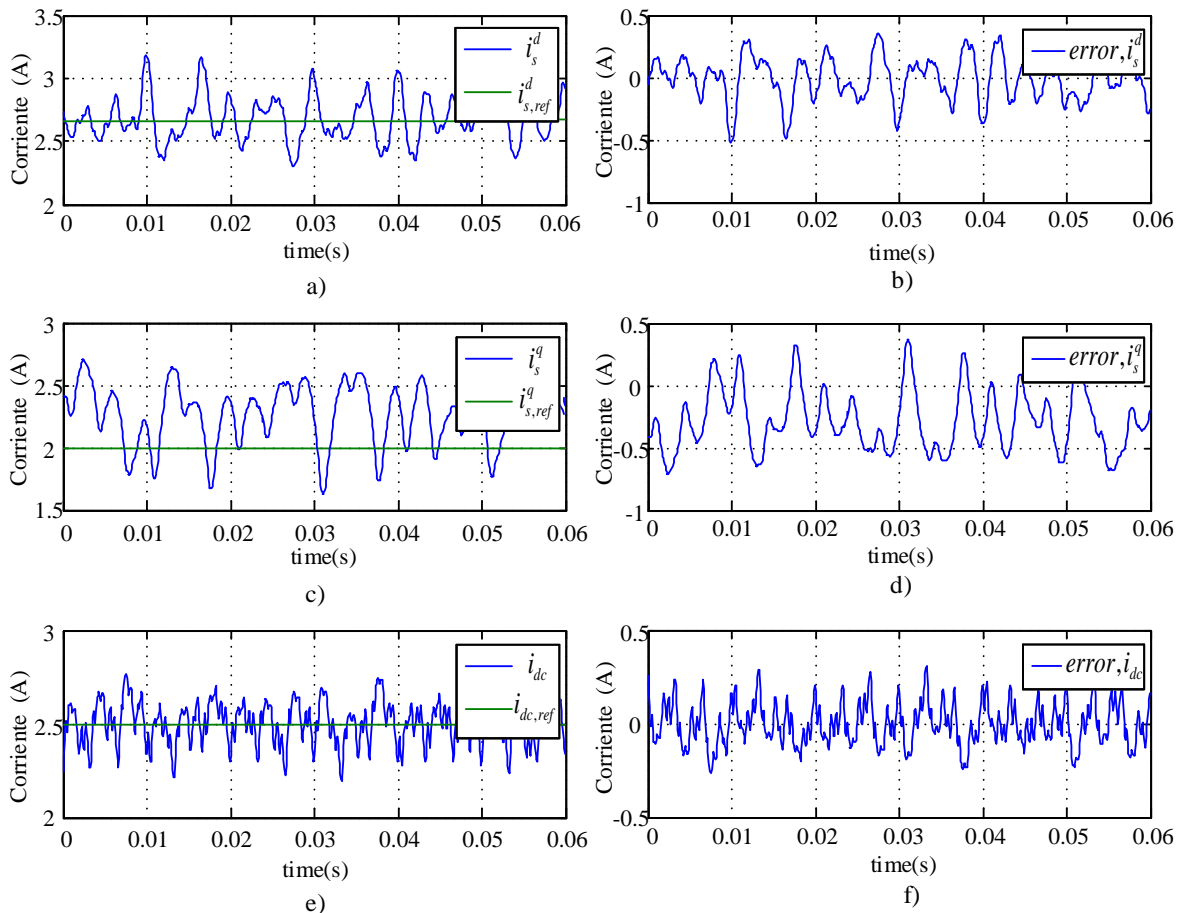 3.5
3
2.5
2
Corriente (A)
i_s^d
i_{s,ref}^d
0 0.01 0.02 0.03 0.04 0.05 0.06
time(s)
a)
0.5
0
-0.5
-1
Corriente (A)
error,i_s^d
0 0.01 0.02 0.03 0.04 0.05 0.06
time(s)
b)
3
2.5
2
1.5
Corriente (A)
i_s^q
i_{s,ref}^q
0 0.01 0.02 0.03 0.04 0.05 0.06
time(s)
c)
0.5
0
-0.5
-1
Corriente (A)
error,i_s^q
0 0.01 0.02 0.03 0.04 0.05 0.06
time(s)
d)
3
2.5
2
Corriente (A)
i_{dc}
i_{dc,ref}
0 0.01 0.02 0.03 0.04 0.05 0.06
time(s)
e)
0.5
0
-0.5
Corriente (A)
error,i_{dc}
0 0.01 0.02 0.03 0.04 0.05 0.06
time(s)
f)